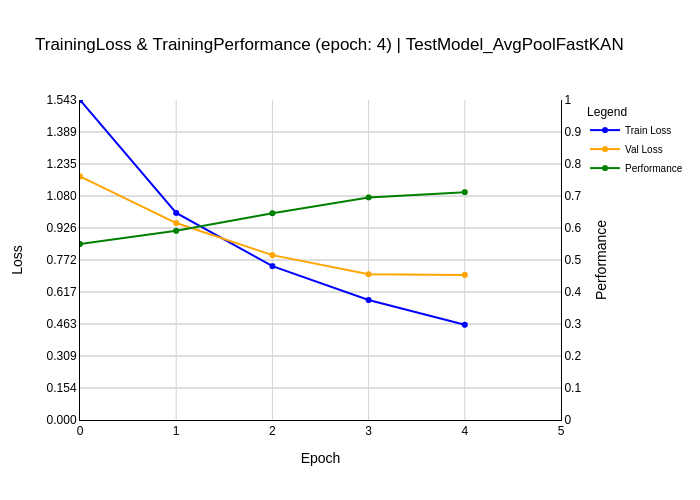 TrainingLoss & TrainingPerformance (epoch: 4) | TestModel_AvgPoolFastKAN
1.543
1.389
1.235
1.080
0.926
0.772
0.617
0.463
0.309
0.154
0.000
Loss
0 1 2 3 4 5
Epoch
1
0.9
0.8
0.7
0.6
0.5
0.4
0.3
0.2
0.1
0
Performance
Legend
Train Loss
Val Loss
Performance